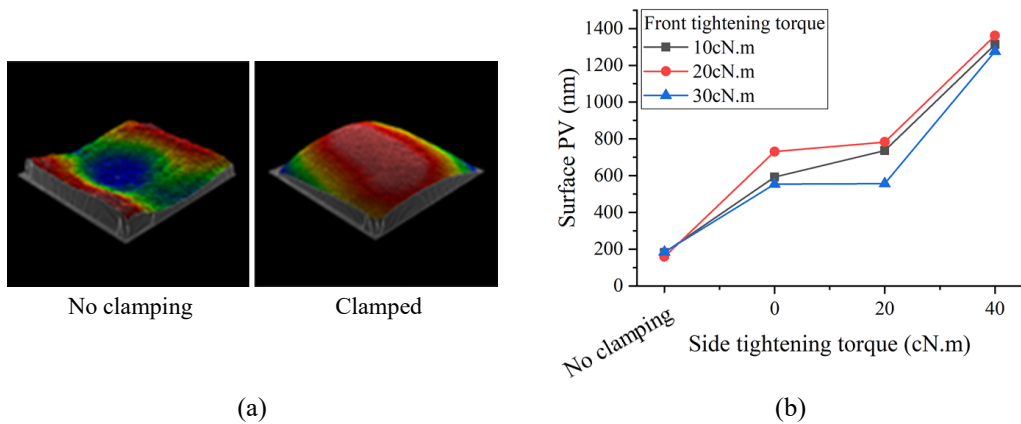 No clamping
Clamped
(a)
Front tightening torque
10cN.m
20cN.m
30cN.m
Surface PV (nm)
1400
1200
1000
800
600
400
200
0
No clamping
0
20
40
Side tightening torque (cN.m)
(b)